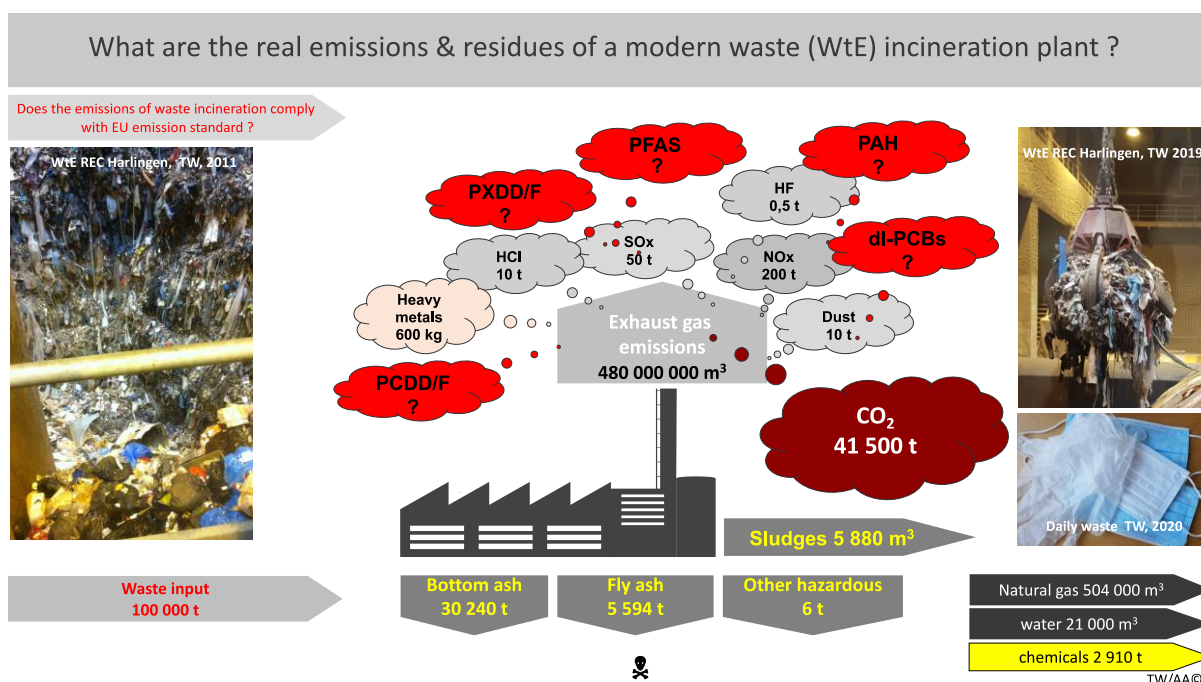 What are the real emissions & residues of a modern waste (WtE) incineration plant ?
Does the emissions of waste incineration comply
with EU emission standard ?
WtE REC Harlingen, TW, 2011
PFAS
?
PAH
?
WtE REC Harlingen, TW 2019
PXDD/F
?
HF
0,5 t
HCl
10 t
SOx
50 t
NOx
200 t
dl-PCBs
?
Heavy
metals
600 kg
Exhaust gas
emissions
480 000 000 m³
Dust
10 t
PCDD/F
?
CO₂
41 500 t
Daily waste TW, 2020
Sludges 5 880 m³
Waste input
100 000 t
Bottom ash
30 240 t
Fly ash
5 594 t
Other hazardous
6 t
Natural gas 504 000 m³
water 21 000 m³
chemicals 2 910 t
TW/AA©